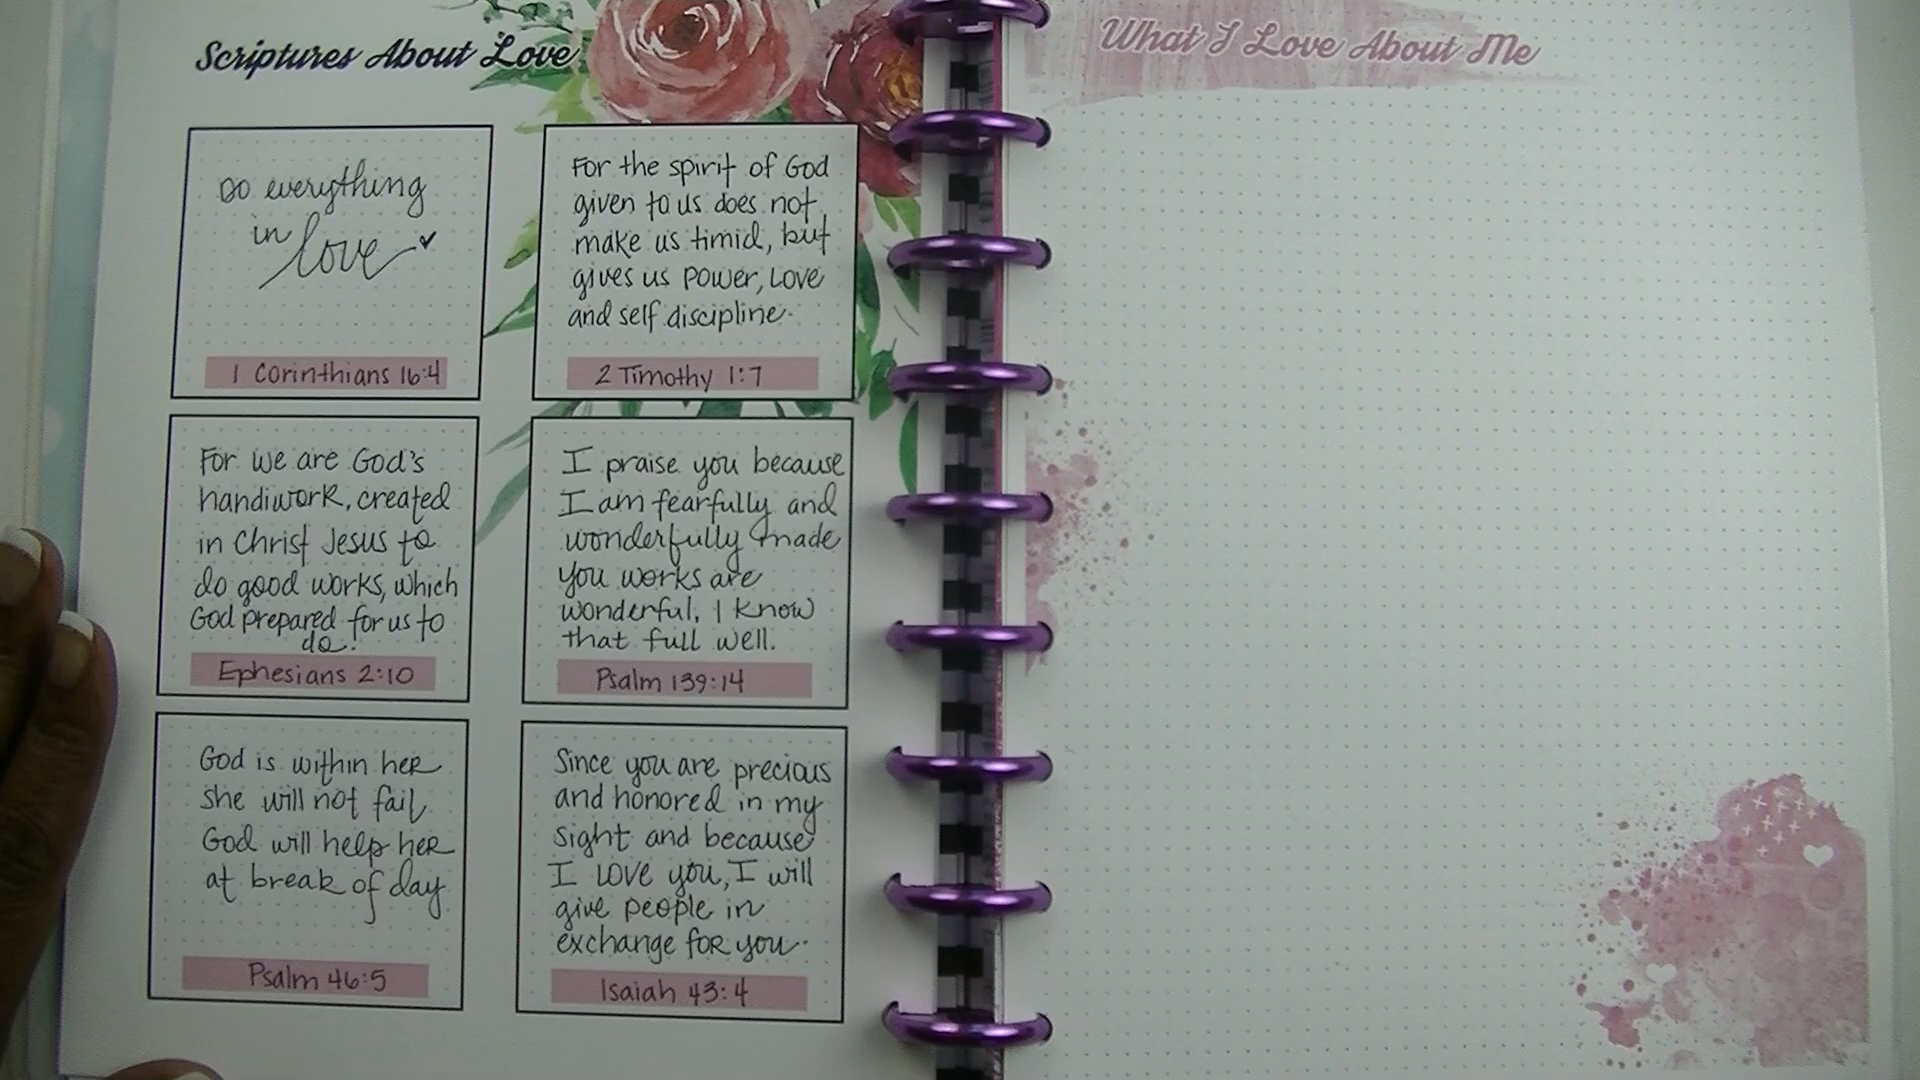 Scriptures About Love
Do everything
in love
1 Corinthians 16:4
For the spirit of God
given to us does not
make us timid, but
gives us power, Love
and self discipline.
2 Timothy 1:7
For we are God's
handiwork, created
in Christ Jesus to
do good works, which
God prepared for us to
do.
Ephesians 2:10
I praise you because
I am fearfully and
wonderfully made
you works are
wonderful, I know
that full well.
Psalm 139:14
God is within her
she will not fail
God will help her
at break of day
Psalm 46:5
Since you are precious
and honored in my
sight and because
I Love you, I will
give people in
exchange for you.
Isaiah 43:4
What I Love About Me